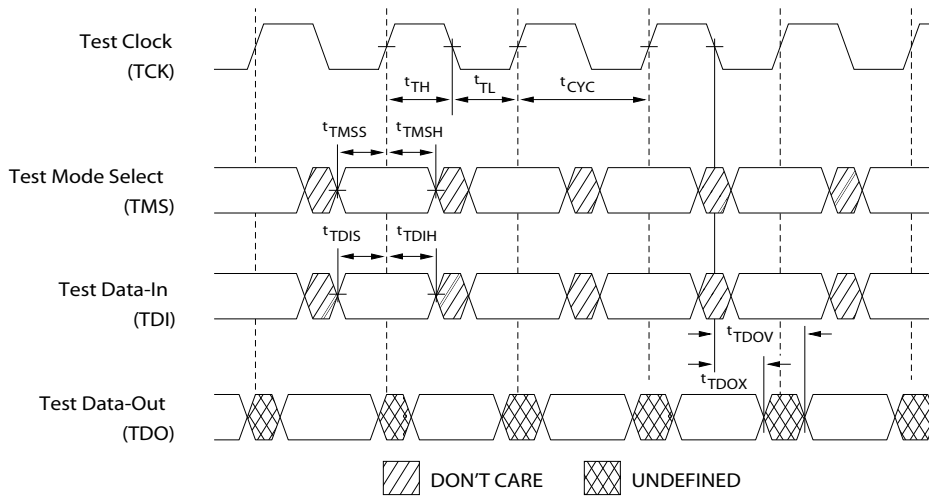 Test Clock
(TCK)
tTH
tTL
tCYC
tTMSS
tTMSH
Test Mode Select
(TMS)
tTDIS
tTDIH
Test Data-In
(TDI)
tTDOV
tTDOX
Test Data-Out
(TDO)
DON'T CARE
UNDEFINED